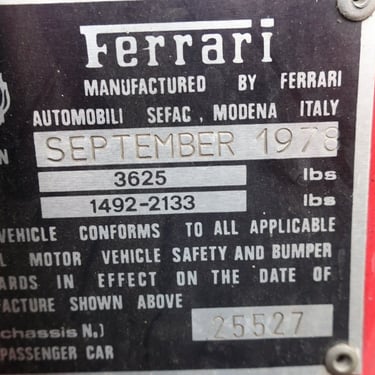 Ferrari
MANUFACTURED BY FERRARI
AUTOMOBILI SEFAC, MODENA ITALY
N SEPTEMBER 1978
3625 lbs
1492-2133 lbs
VEHICLE CONFORMS TO ALL APPLICABLE
L MOTOR VEHICLE SAFETY AND BUMPER
ARDS IN EFFECT ON THE DATE OF
FACTURE SHOWN ABOVE
chassis N.) 25527
PASSENGER CAR